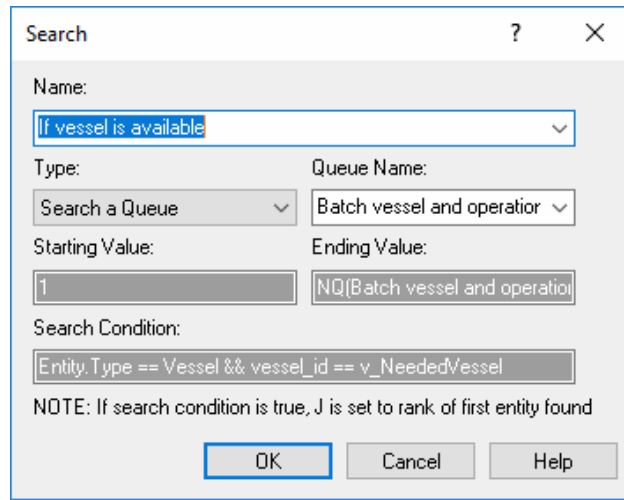 Search ?
Name:
If vessel is available
Type: Queue Name:
Search a Queue Batch vessel and operatior
Starting Value: Ending Value:
1 NQ(Batch vessel and operatior
Search Condition:
Entity.Type == Vessel && vessel_id == v_NeededVessel
NOTE: If search condition is true, J is set to rank of first entity found
OK Cancel Help